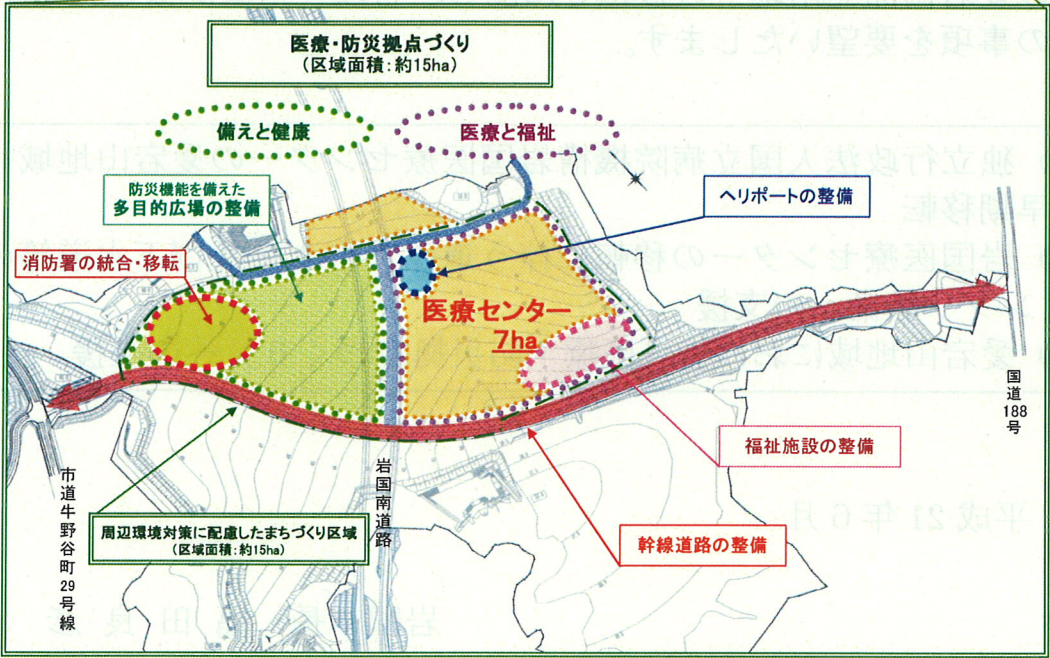 医療・防災拠点づくり
（区域面積：約15ha）
備えと健康
医療と福祉
防災機能を備えた
多目的広場の整備
ヘリポートの整備
消防署の統合・移転
医療センター
7ha
国道188号
福祉施設の整備
市道牛野谷町29号線
岩国南道路
周辺環境対策に配慮したまちづくり区域
（区域面積：約15ha）
幹線道路の整備